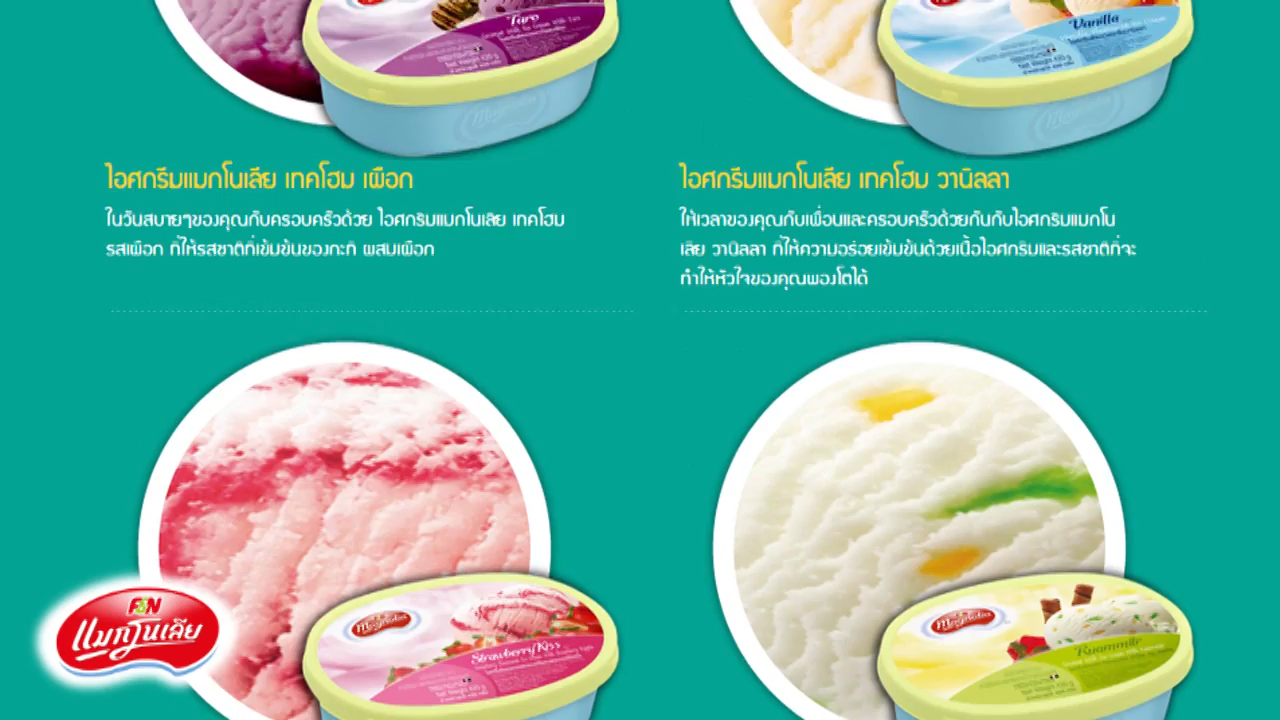 Taro
Net Weight 420 g
Vanilla
Net Weight 420 g
ไอศกรีมแมกโนเลีย เทคโฮม เผือก
ในวันสบายๆของคุณกับครอบครัวด้วย ไอศกริมแมกโนเลีย เทคโฮม
รสเผือก ที่ให้รสชาติที่เข้มข้นของกะทิ ผสมเผือก
ไอศกรีมแมกโนเลีย เทคโฮม วานิลลา
ให้เวลาของคุณกับเพื่อนและครอบครัวด้วยกันกับไอศกริมแมกโน
เลีย วานิลลา ที่ให้ความอร่อยเข้มข้นด้วยเนื้อไอศกริมและรสชาติที่จะ
ทำให้หัวใจของคุณพองโตได้
Magnolia
Strawberry Kiss
Magnolia
Ruammitr
F&N
แมกโนเลีย